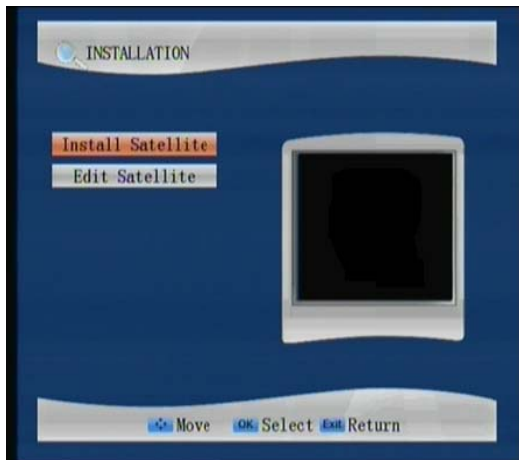 INSTALLATION
Install Satellite
Edit Satellite
Move OK Select Exit Return